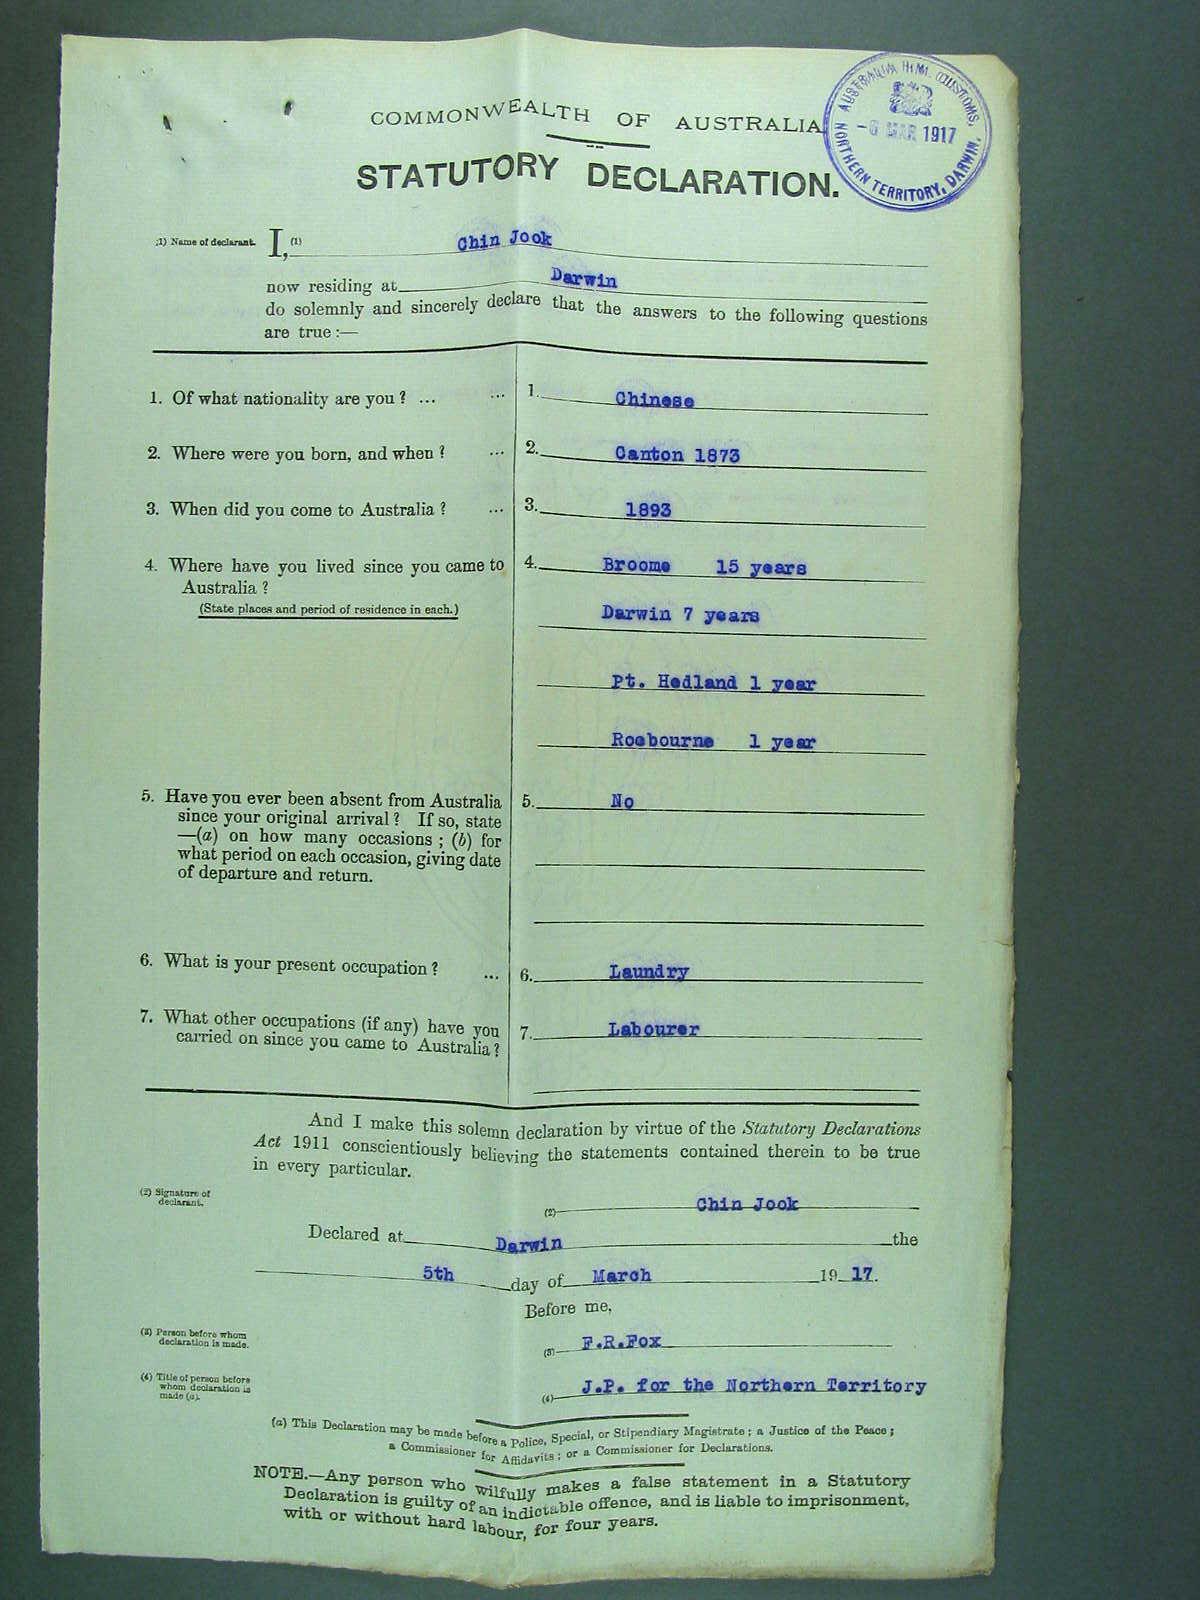 COMMONWEALTH OF AUSTRALIA
AUSTRALIA H.M. CUSTOMS,
-6 MAR 1917
NORTHERN TERRITORY, DARWIN.
STATUTORY DECLARATION.
(1) Name of declarant. I, (1) Chin Jook
now residing at Darwin
do solemnly and sincerely declare that the answers to the following questions
are true :—
1. Of what nationality are you ? ... ... 1. Chinese
2. Where were you born, and when ? ... 2. Canton 1873
3. When did you come to Australia ? ... 3. 1893
4. Where have you lived since you came to 4. Broome 15 years
Australia ?
(State places and period of residence in each.) Darwin 7 years
Pt. Hedland 1 year
Roebourne 1 year
5. Have you ever been absent from Australia 5. No
since your original arrival ? If so, state
—(a) on how many occasions ; (b) for
what period on each occasion, giving date
of departure and return.
6. What is your present occupation ? ... 6. Laundry
7. What other occupations (if any) have you 7. Labourer
carried on since you came to Australia ?
And I make this solemn declaration by virtue of the Statutory Declarations
Act 1911 conscientiously believing the statements contained therein to be true
in every particular.
(2) Signature of
declarant.
(2) Chin Jook
Declared at Darwin the
5th day of March 19 17.
Before me,
(3) Person before whom
declaration is made.
(3) F.R.Fox
(4) Title of person before
whom declaration is
made (a).
(4) J.P. for the Northern Territory
(a) This Declaration may be made before a Police, Special, or Stipendiary Magistrate ; a Justice of the Peace ;
a Commissioner for Affidavits ; or a Commissioner for Declarations.
NOTE.—Any person who wilfully makes a false statement in a Statutory
Declaration is guilty of an indictable offence, and is liable to imprisonment,
with or without hard labour, for four years.